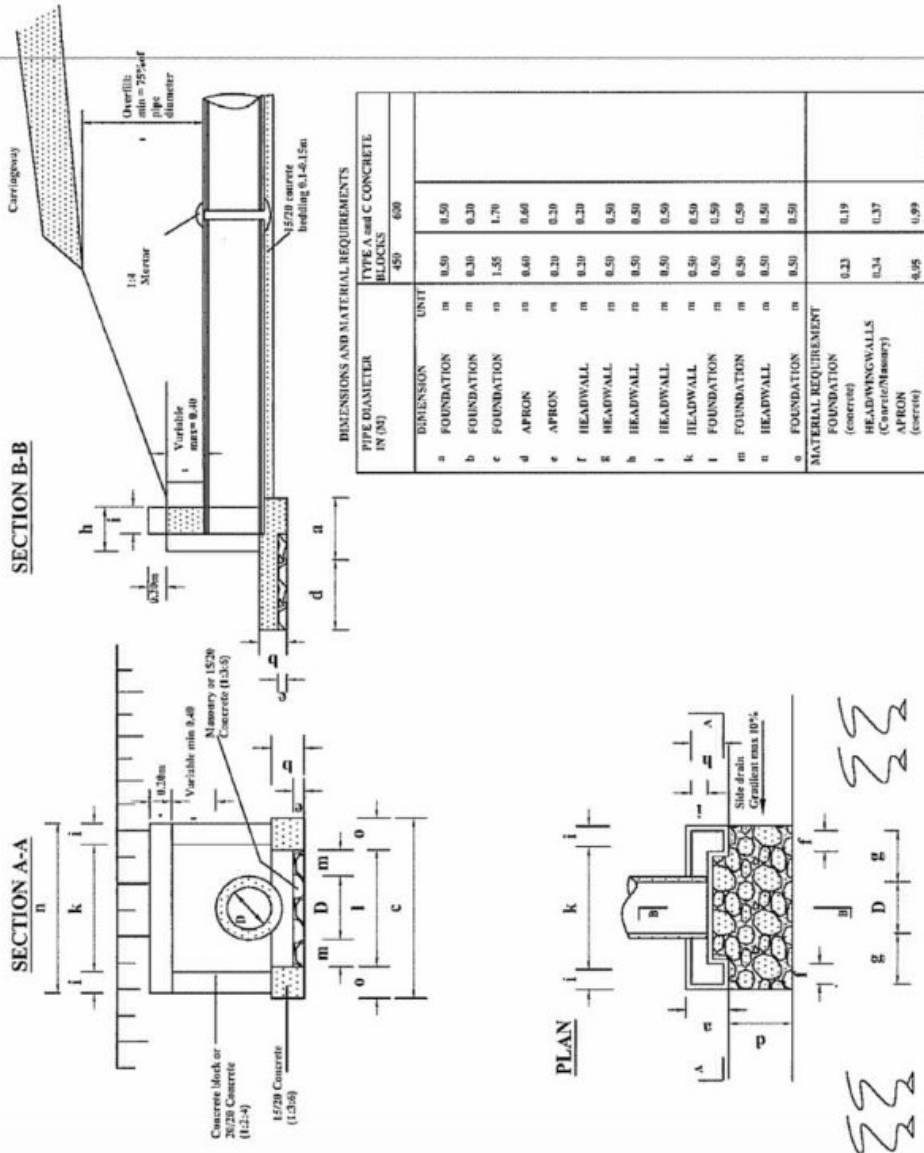 SECTION A-A
n
i
k
i
0.20m
Variable min 0.40
Masonry or 15/20
Concrete (1:3:6)
Concrete block or
20/20 Concrete
(1:2:4)
15/20 Concrete
(1:3:6)
D
b
e
m
D
m
o
l
o
c
SECTION B-B
Carriageway
Overfill:
min = 75% of
pipe
diameter
1:4
Mortar
Variable
max= 0.40
h
i
0.20m
15/20 concrete
bedding 0.1-0.15m
b
e
d
a
PLAN
i
k
i
A
A
B
B
h
f
a
d
Side drain
Gradient max 10%
f
f
g
D
g
DIMENSIONS AND MATERIAL REQUIREMENTS
PIPE DIAMETER IN (M) TYPE A and C CONCRETE BLOCKS
450 600
DIMENSION UNIT
a FOUNDATION m 0.50 0.50
b FOUNDATION m 0.30 0.30
c FOUNDATION m 1.55 1.70
d APRON m 0.60 0.60
e APRON m 0.20 0.20
f HEADWALL m 0.20 0.20
g HEADWALL m 0.50 0.50
h HEADWALL m 0.50 0.50
i HEADWALL m 0.50 0.50
k HEADWALL m 0.50 0.50
l FOUNDATION m 0.50 0.50
m FOUNDATION m 0.50 0.50
n HEADWALL m 0.50 0.50
o FOUNDATION m 0.50 0.50
MATERIAL REQUIREMENT
FOUNDATION (concrete) 0.23 0.19
HEAD/WINGWALLS (Concrete/Masonry) 0.34 0.37
APRON (concrete) 0.05 0.09